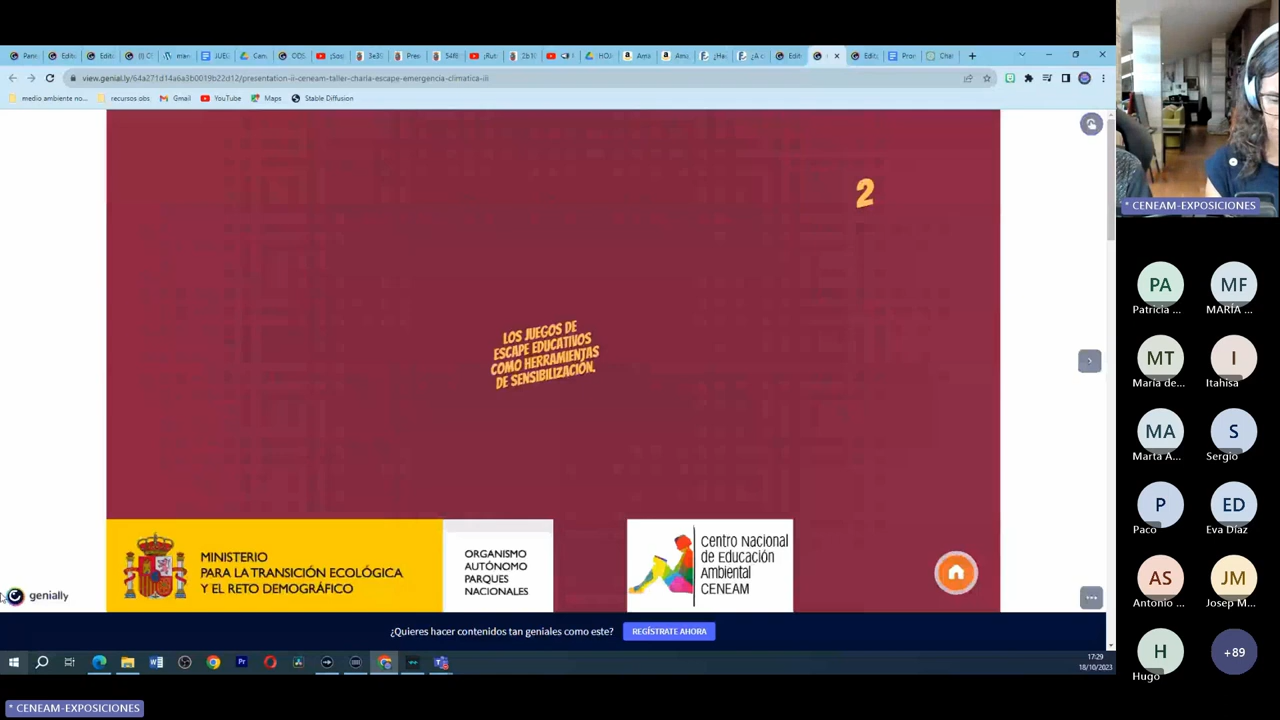 view.genial.ly/64a271d14a6a3b0019b22d12/presentation-ii-ceneam-taller-charla-escape-emergencia-climatica-iii
medio ambiente no...
recursos obs
Gmail
YouTube
Maps
Stable Diffusion
2
LOS JUEGOS DE
ESCAPE EDUCATIVOS
COMO HERRAMIENTAS
DE SENSIBILIZACIÓN.
MINISTERIO
PARA LA TRANSICIÓN ECOLÓGICA
Y EL RETO DEMOGRÁFICO
ORGANISMO
AUTÓNOMO
PARQUES
NACIONALES
Centro Nacional
de Educación
Ambiental
CENEAM
genially
¿Quieres hacer contenidos tan geniales como este?
REGÍSTRATE AHORA
17:29
18/10/2023
* CENEAM-EXPOSICIONES
PA
Patricia ...
MF
MARÍA ...
MT
María de...
I
Itahisa
MA
Marta A...
S
Sergio
P
Paco
ED
Eva Díaz
AS
Antonio ...
JM
Josep M...
H
Hugo
+89
* CENEAM-EXPOSICIONES